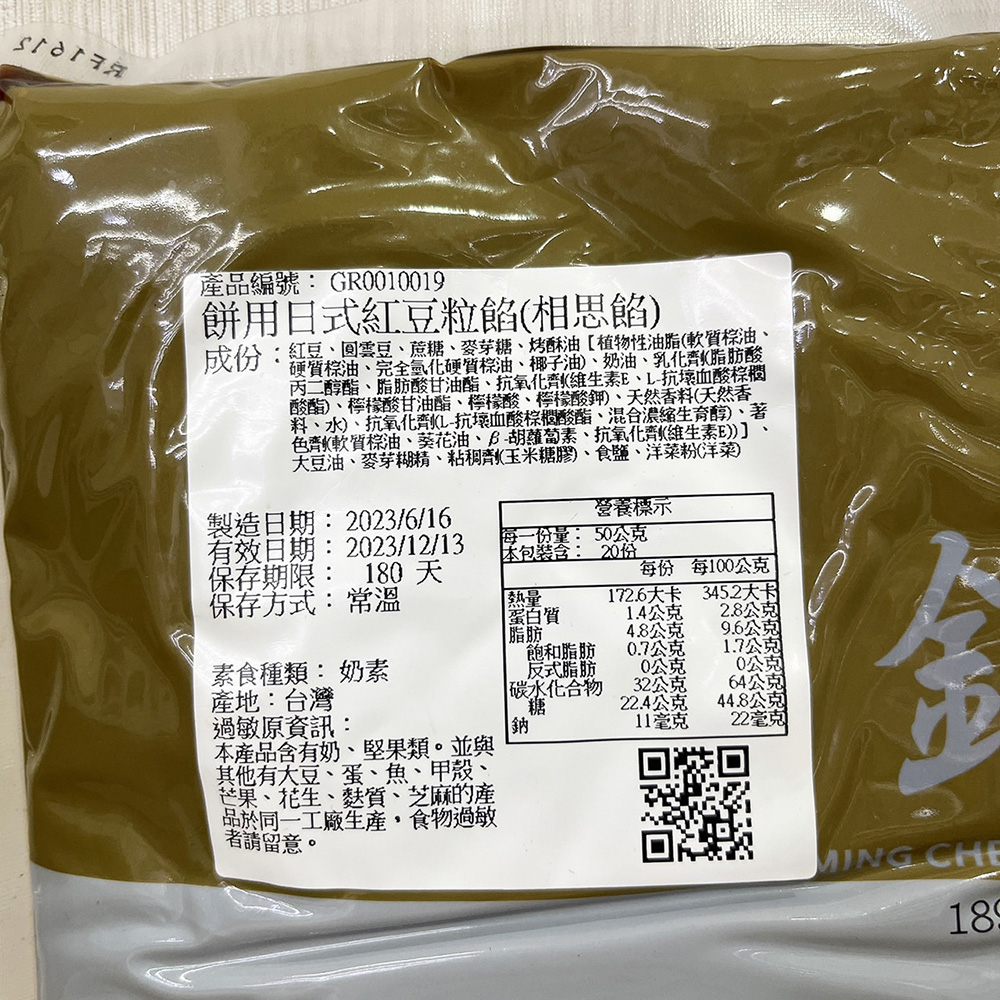 RF1612
產品編號： GR0010019
餅用日式紅豆粒餡(相思餡)
成份：紅豆、圓雲豆、蔗糖、麥芽糖、烤酥油【植物性油脂(軟質棕油、
硬質棕油、完全氫化硬質棕油、椰子油)、奶油、乳化劑(脂肪酸
丙二醇酯、脂肪酸甘油酯、抗氧化劑(維生素E、L-抗壞血酸棕櫚
酸酯)、檸檬酸甘油酯、檸檬酸、檸檬酸鉀)、天然香料(天然香
料、水)、抗氧化劑(L-抗壞血酸棕櫚酸酯、混合濃縮生育醇)、著
色劑(軟質棕油、葵花油、β-胡蘿蔔素、抗氧化劑(維生素E))】、
大豆油、麥芽糊精、粘稠劑(玉米糖膠)、食鹽、洋菜粉(洋菜)
製造日期： 2023/6/16
有效日期： 2023/12/13
保存期限： 180 天
保存方式： 常溫
營養標示
每一份量： 50公克
本包裝含： 20份
每份 每100公克
熱量 172.6大卡 345.2大卡
蛋白質 1.4公克 2.8公克
脂肪 4.8公克 9.6公克
飽和脂肪 0.7公克 1.7公克
反式脂肪 0公克 0公克
碳水化合物 32公克 64公克
糖 22.4公克 44.8公克
鈉 11毫克 22毫克
素食種類： 奶素
產地：台灣
過敏原資訊：
本產品含有奶、堅果類。並與
其他有大豆、蛋、魚、甲殼、
芒果、花生、麩質、芝麻的產
品於同一工廠生產，食物過敏
者請留意。
MING CHE
189